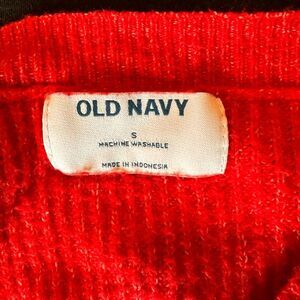 OLD NAVY
S
MACHINE WASHABLE
MADE IN INDONESIA